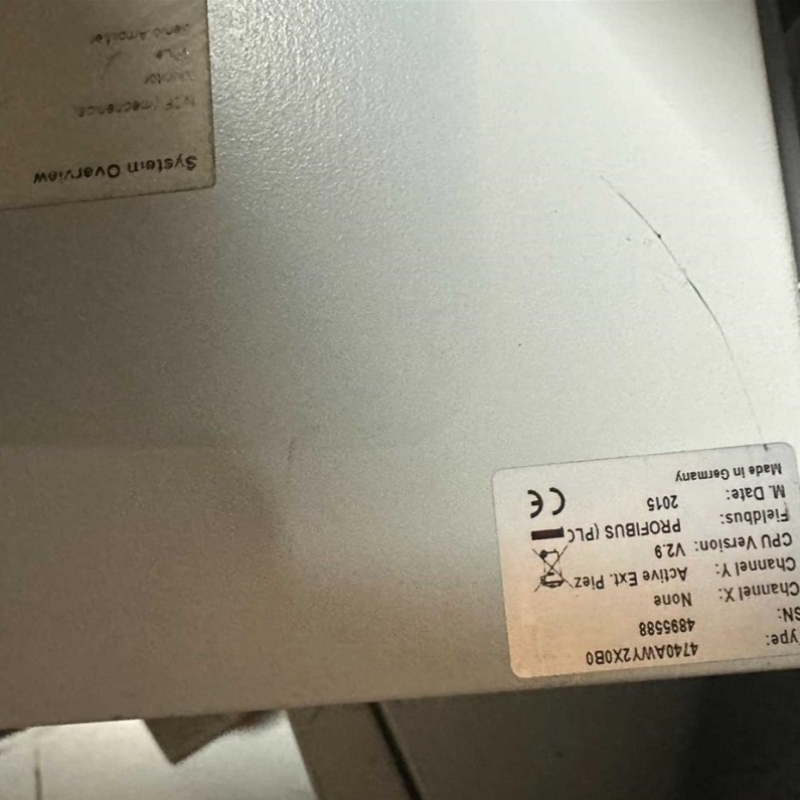 ype: 4740AWY2X0B0
SN: 4895588
Channel X: None
Channel Y: Active Ext. Piez
CPU Version: V2.9
Fieldbus: PROFIBUS (PLC
M. Date: 2015
Made in Germany
CE
System Overview